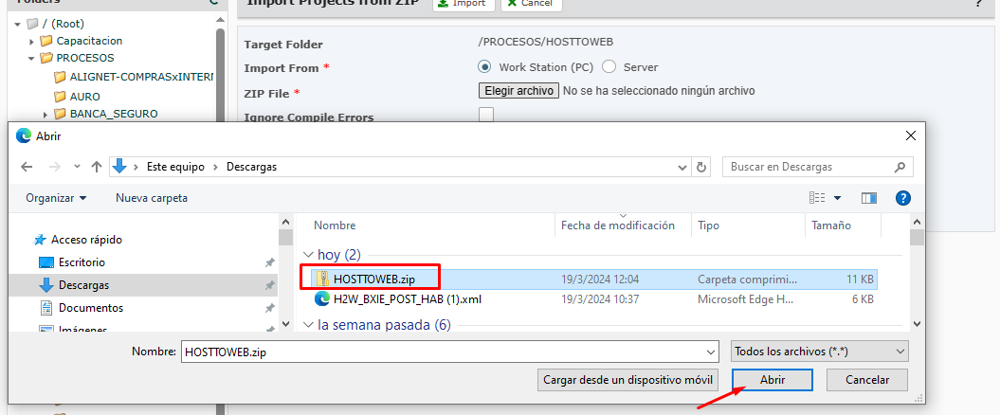 Folders
Import Projects from ZIP Import Cancel ?
/ (Root)
Capacitacion
PROCESOS
ALIGNET-COMPRASxINTERN
AURO
BANCA_SEGURO
Target Folder /PROCESOS/HOSTTOWEB
Import From * Work Station (PC) Server
ZIP File * Elegir archivo No se ha seleccionado ningún archivo
Ignore Compile Errors
Abrir
Este equipo > Descargas
Buscar en Descargas
Organizar Nueva carpeta
Nombre Fecha de modificación Tipo Tamaño
Acceso rápido
Escritorio
Descargas
Documentos
Imágenes
hoy (2)
HOSTTOWEB.zip 19/3/2024 12:04 Carpeta comprimi... 11 KB
H2W_BXIE_POST_HAB (1).xml 19/3/2024 10:37 Microsoft Edge H... 6 KB
la semana pasada (6)
Nombre: HOSTTOWEB.zip Todos los archivos (*.*)
Cargar desde un dispositivo móvil Abrir Cancelar